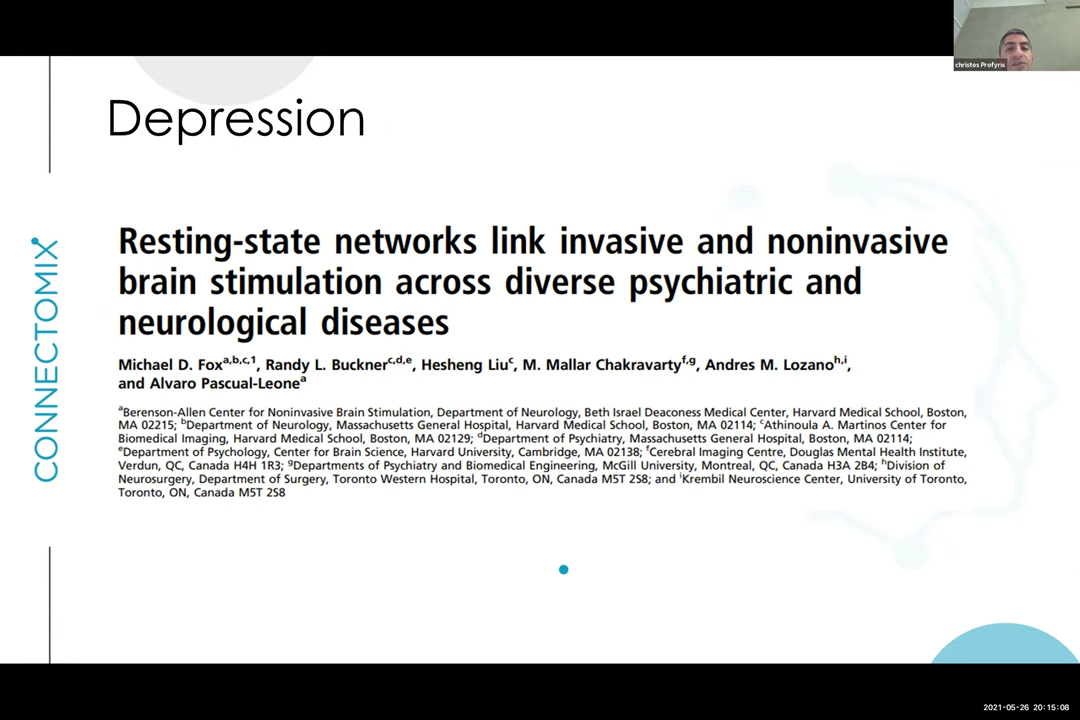 christos Profyris
Depression
CONNECTOMIX
Resting-state networks link invasive and noninvasive
brain stimulation across diverse psychiatric and
neurological diseases
Michael D. Foxa,b,c,1, Randy L. Bucknerc,d,e, Hesheng Liuc, M. Mallar Chakravartyf,g, Andres M. Lozanoh,i,
and Alvaro Pascual-Leonea
aBerenson-Allen Center for Noninvasive Brain Stimulation, Department of Neurology, Beth Israel Deaconess Medical Center, Harvard Medical School, Boston,
MA 02215; bDepartment of Neurology, Massachusetts General Hospital, Harvard Medical School, Boston, MA 02114; cAthinoula A. Martinos Center for
Biomedical Imaging, Harvard Medical School, Boston, MA 02129; dDepartment of Psychiatry, Massachusetts General Hospital, Boston, MA 02114;
eDepartment of Psychology, Center for Brain Science, Harvard University, Cambridge, MA 02138; fCerebral Imaging Centre, Douglas Mental Health Institute,
Verdun, QC, Canada H4H 1R3; gDepartments of Psychiatry and Biomedical Engineering, McGill University, Montreal, QC, Canada H3A 2B4; hDivision of
Neurosurgery, Department of Surgery, Toronto Western Hospital, Toronto, ON, Canada M5T 2S8; and iKrembil Neuroscience Center, University of Toronto,
Toronto, ON, Canada M5T 2S8
2021-05-26 20:15:08